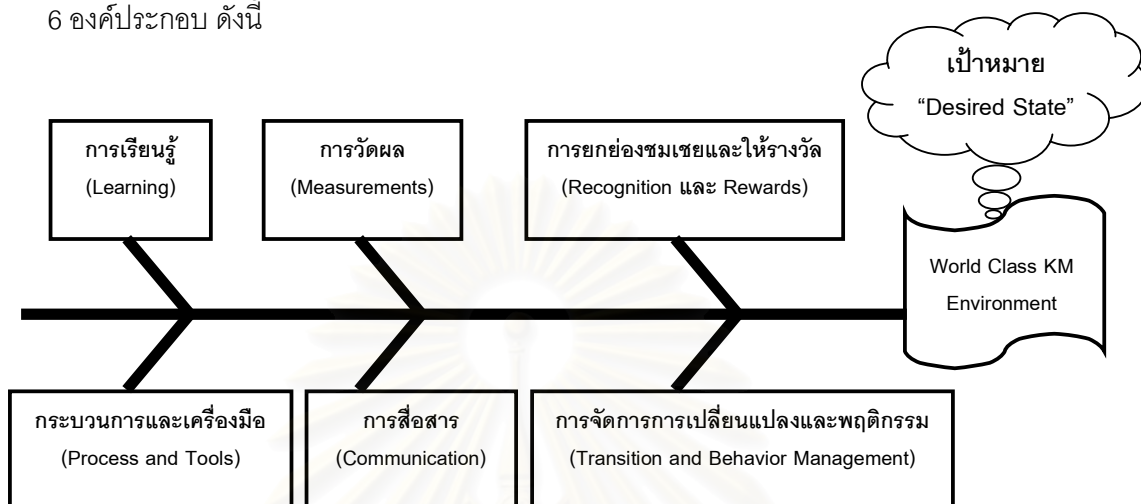 6 องค์ประกอบ ดังนี้
เป้าหมาย
“Desired State”
การเรียนรู้
(Learning)
การวัดผล
(Measurements)
การยกย่องชมเชยและให้รางวัล
(Recognition และ Rewards)
World Class KM
Environment
กระบวนการและเครื่องมือ
(Process and Tools)
การสื่อสาร
(Communication)
การจัดการการเปลี่ยนแปลงและพฤติกรรม
(Transition and Behavior Management)